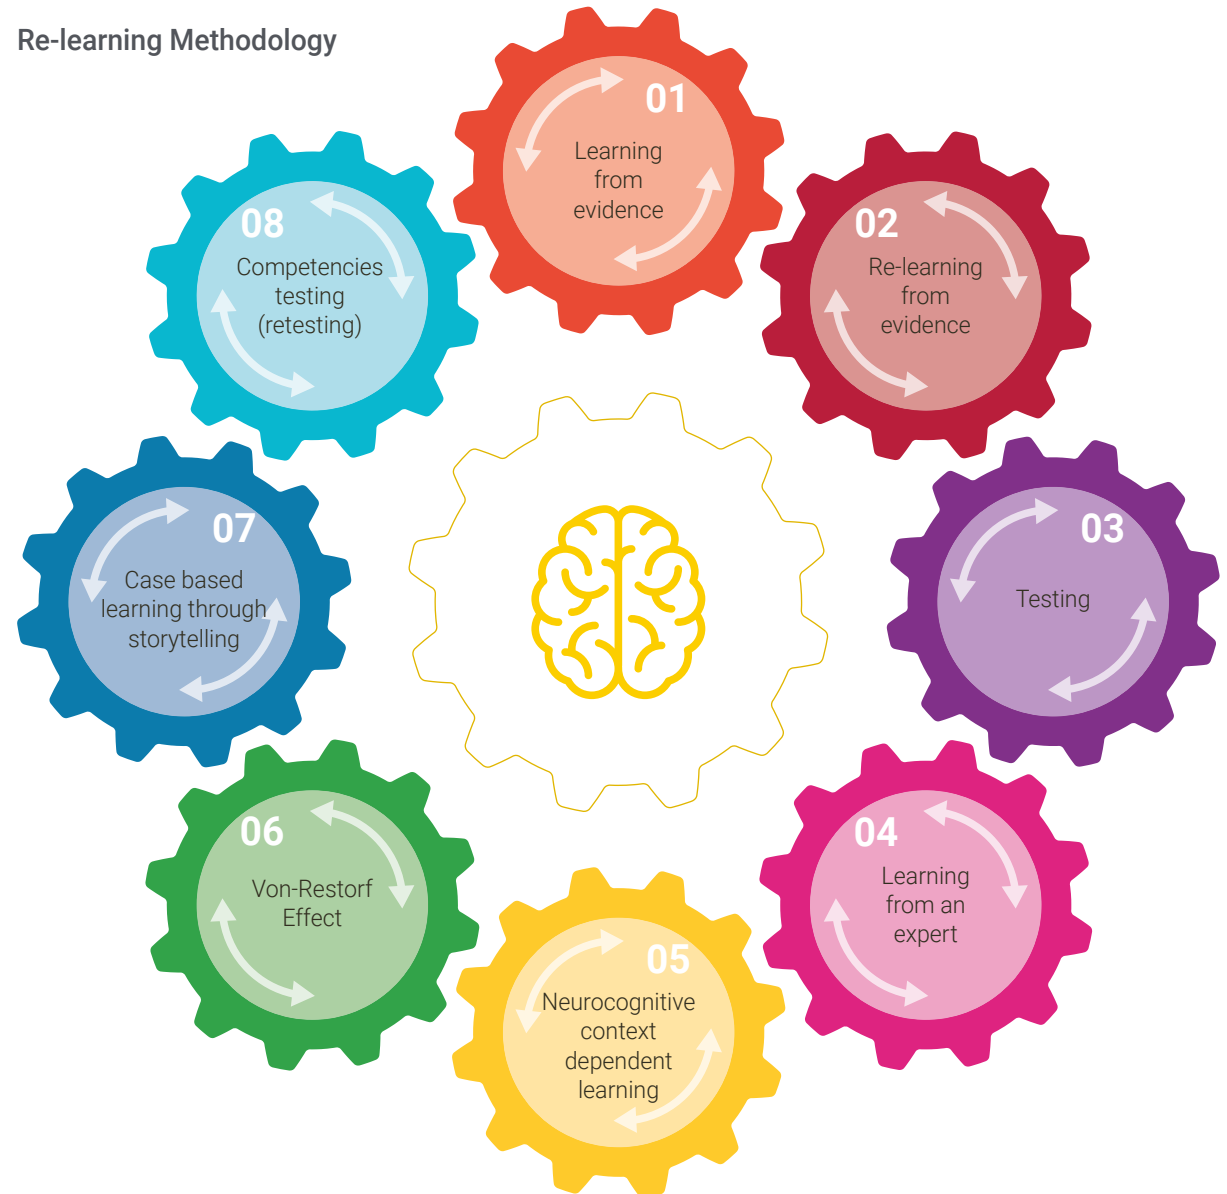 Re-learning Methodology
01
Learning
from
evidence
02
Re-learning
from
evidence
03
Testing
04
Learning
from an
expert
05
Neurocognitive
context
dependent
learning
06
Von-Restorf
Effect
07
Case based
learning through
storytelling
08
Competencies
testing
(retesting)